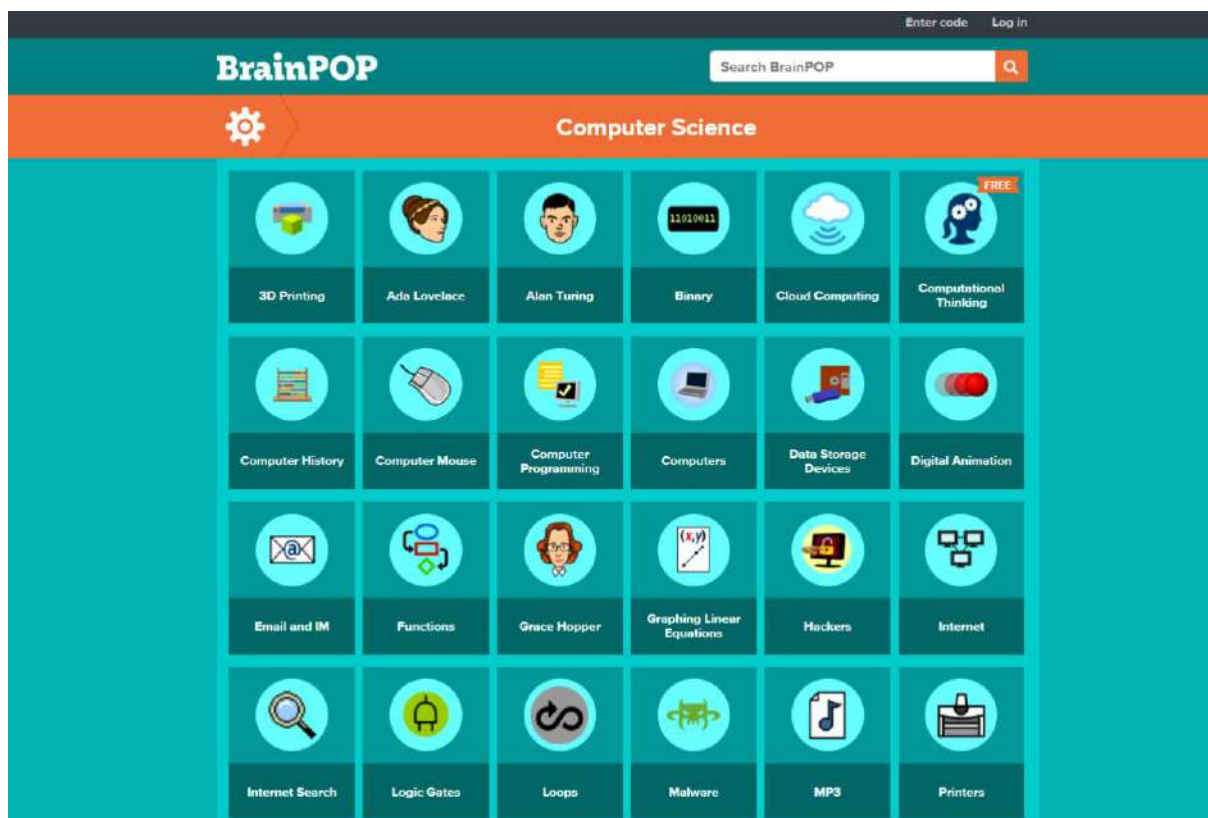 Enter code Log in
BrainPOP
Search BrainPOP
Computer Science
FREE
11010011
3D Printing
Ada Lovelace
Alan Turing
Binary
Cloud Computing
Computational
Thinking
Computer History
Computer Mouse
Computer
Programming
Computers
Data Storage
Devices
Digital Animation
@
(x,y)
Email and IM
Functions
Grace Hopper
Graphing Linear
Equations
Hackers
Internet
Internet Search
Logic Gates
Loops
Malware
MP3
Printers